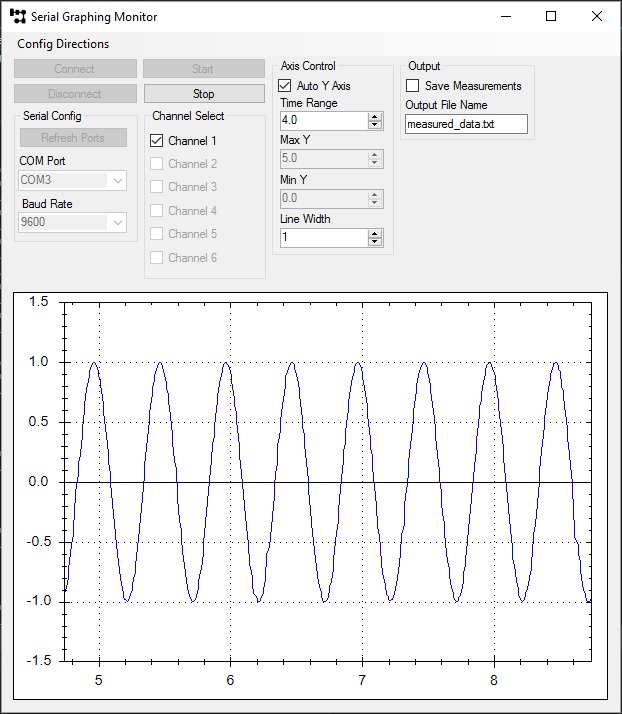 Serial Graphing Monitor
Config Directions
Connect
Start
Disconnect
Stop
Serial Config
Refresh Ports
COM Port
COM3
Baud Rate
9600
Channel Select
Channel 1
Channel 2
Channel 3
Channel 4
Channel 5
Channel 6
Axis Control
Auto Y Axis
Time Range
4.0
Max Y
5.0
Min Y
0.0
Line Width
1
Output
Save Measurements
Output File Name
measured_data.txt
1.5
1.0
0.5
0.0
-0.5
-1.0
-1.5
5 6 7 8